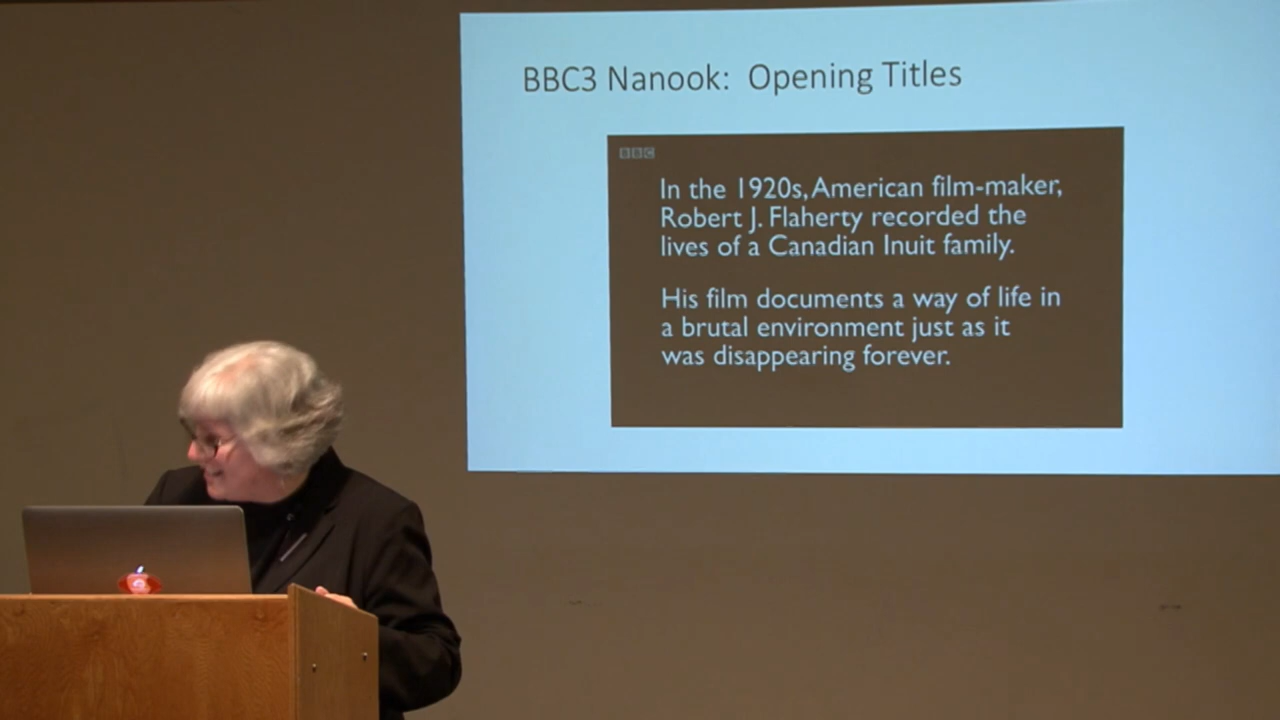 BBC3 Nanook: Opening Titles
BBC
In the 1920s, American film-maker,
Robert J. Flaherty recorded the
lives of a Canadian Inuit family.
His film documents a way of life in
a brutal environment just as it
was disappearing forever.